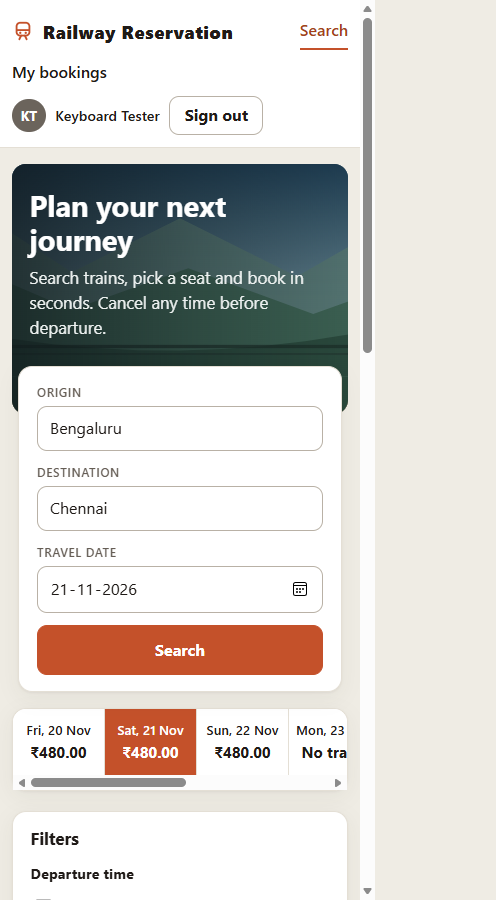 Railway Reservation
Search
My bookings
KT
Keyboard Tester
Sign out
Plan your next
journey
Search trains, pick a seat and book in
seconds. Cancel any time before
departure.
ORIGIN
Bengaluru
DESTINATION
Chennai
TRAVEL DATE
21-11-2026
Search
Fri, 20 Nov
₹480.00
Sat, 21 Nov
₹480.00
Sun, 22 Nov
₹480.00
Mon, 23
No tra
Filters
Departure time